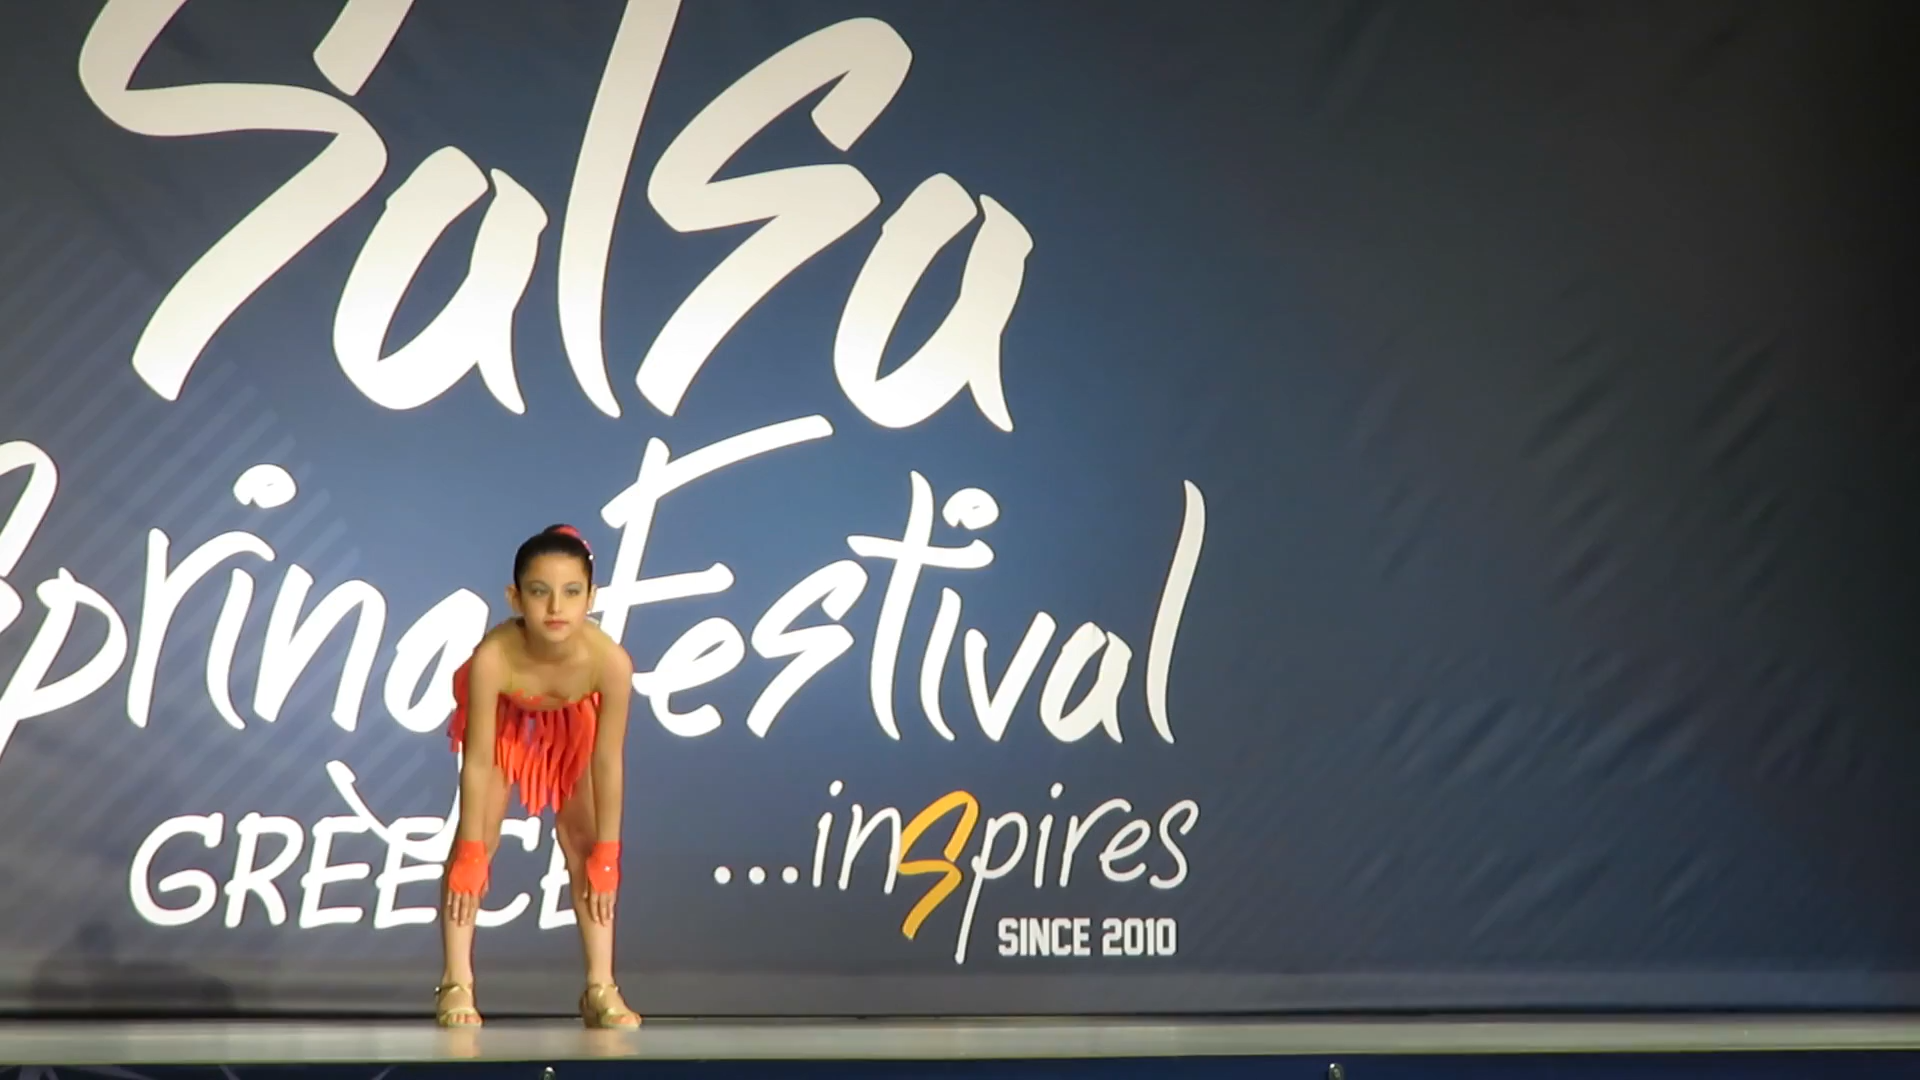 Salsa
Spring Festival
GREECE
...inspires
SINCE 2010